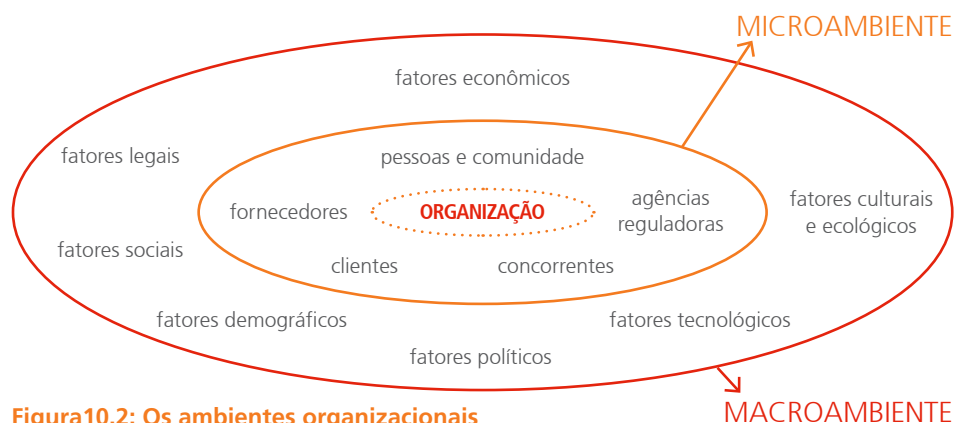 MICROAMBIENTE
fatores econômicos
fatores legais
pessoas e comunidade
fornecedores
ORGANIZAÇÃO
agências
reguladoras
fatores culturais
e ecológicos
fatores sociais
clientes
concorrentes
fatores demográficos
fatores tecnológicos
fatores políticos
MACROAMBIENTE
Figura10.2: Os ambientes organizacionais